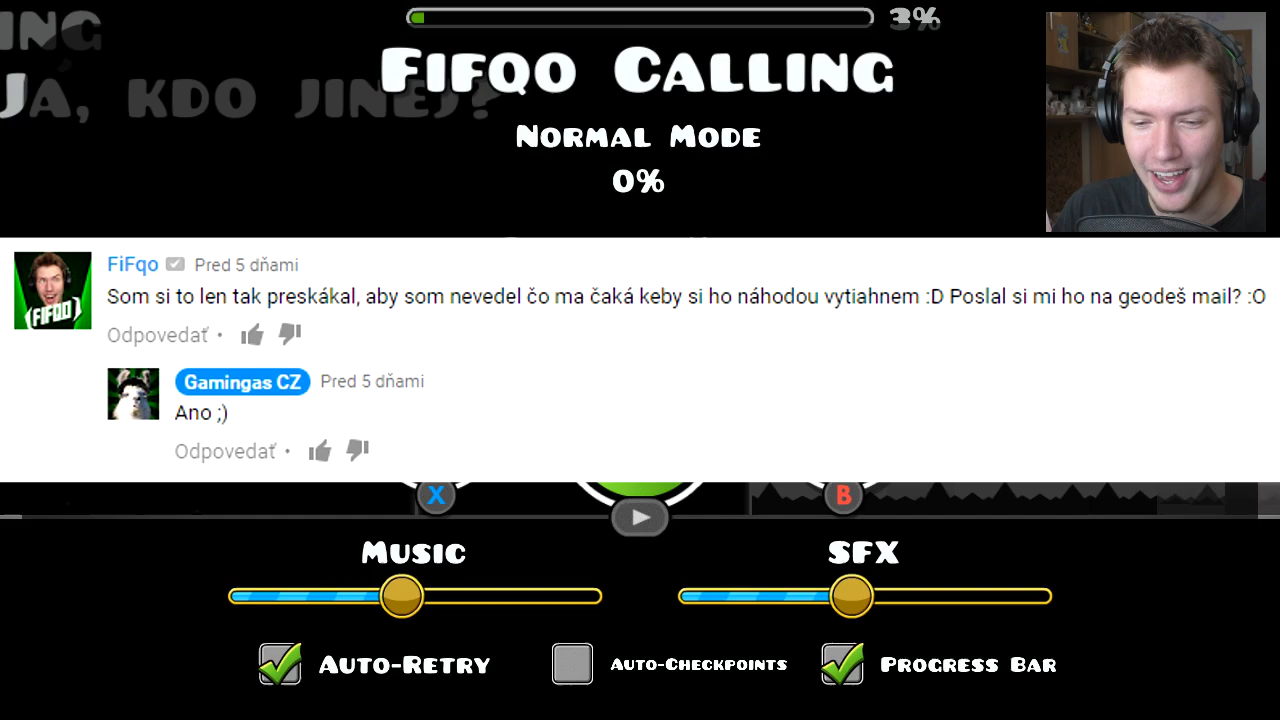 3%
ING
JÁ, KDO JINEJ?
FIFQO CALLING
NORMAL MODE
0%
FiFqo Pred 5 dňami
Som si to len tak preskákal, aby som nevedel čo ma čaká keby si ho náhodou vytiahnem :D Poslal si mi ho na geodeš mail? :O
FIFQO
Odpovedať •
Gamingas CZ Pred 5 dňami
Ano ;)
Odpovedať •
X
B
MUSIC
SFX
AUTO-RETRY
AUTO-CHECKPOINTS
PROGRESS BAR